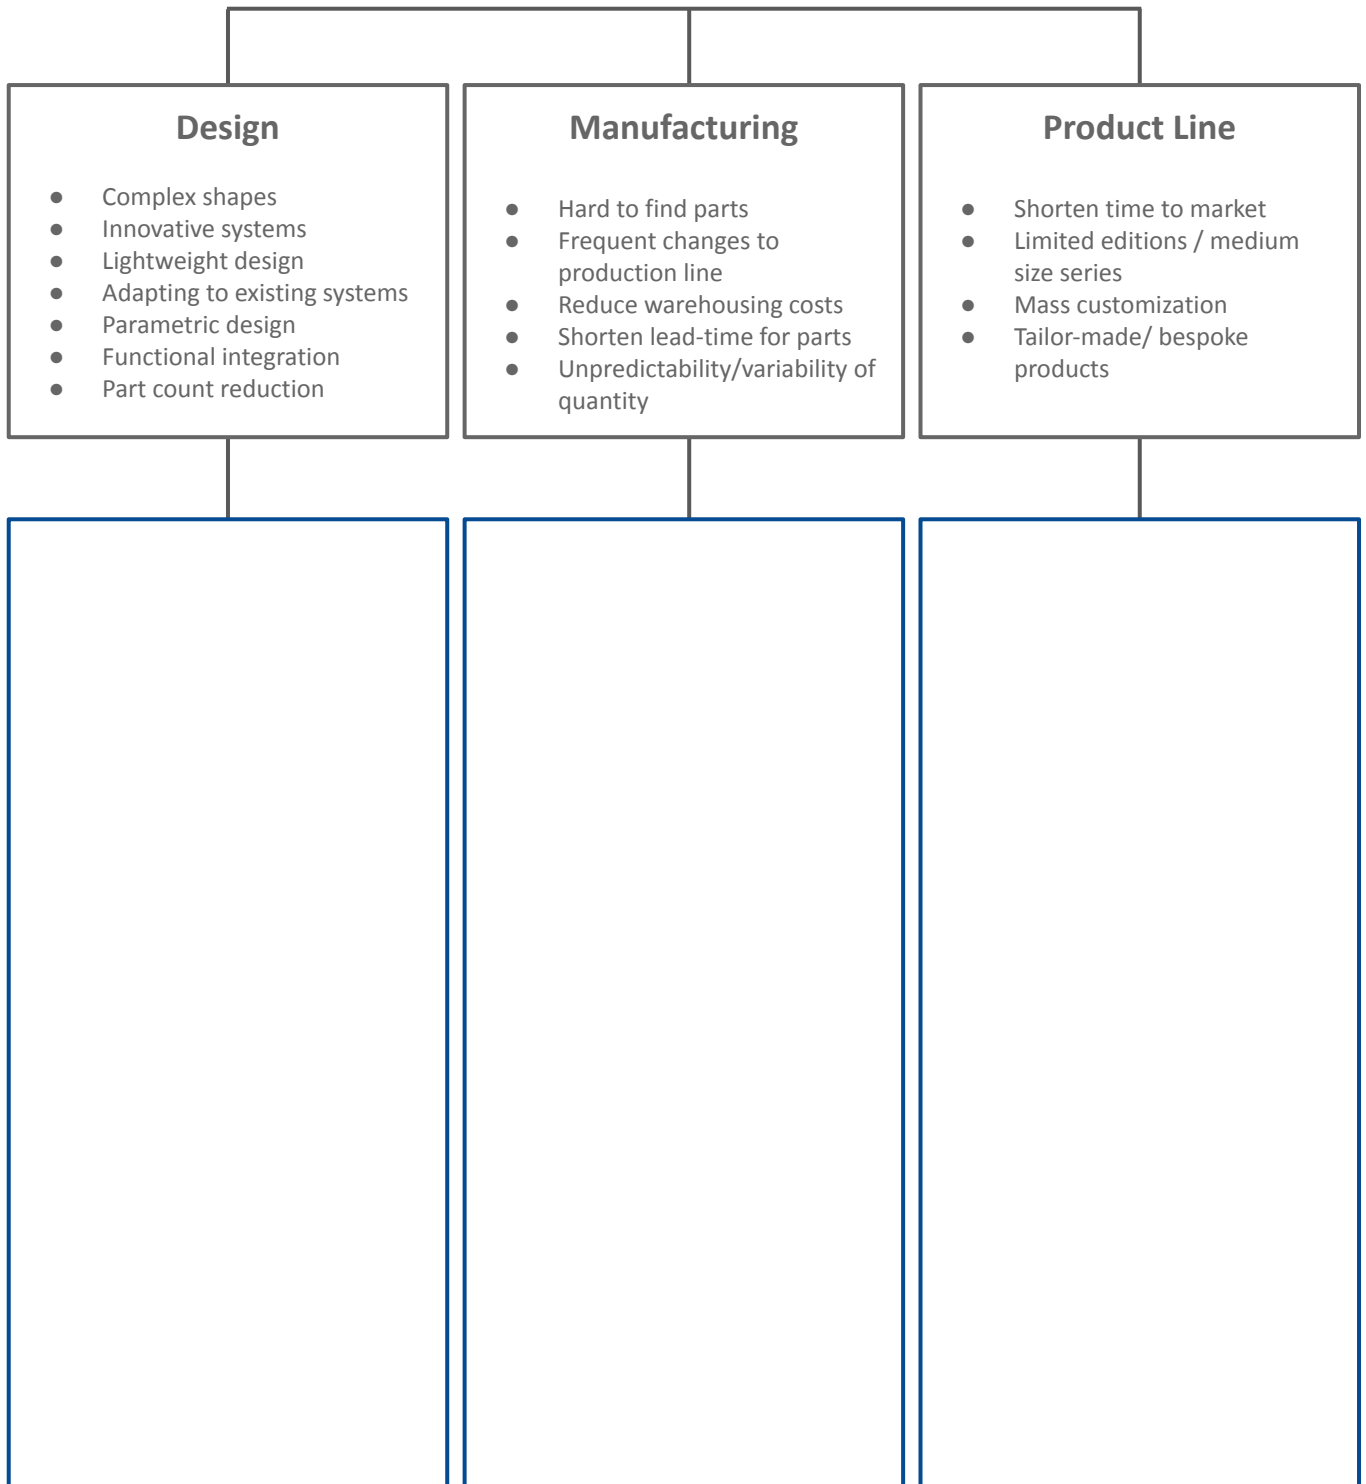 Design
● Complex shapes
● Innovative systems
● Lightweight design
● Adapting to existing systems
● Parametric design
● Functional integration
● Part count reduction
Manufacturing
● Hard to find parts
● Frequent changes to
production line
● Reduce warehousing costs
● Shorten lead-time for parts
● Unpredictability/variability of
quantity
Product Line
● Shorten time to market
● Limited editions / medium
size series
● Mass customization
● Tailor-made/ bespoke
products